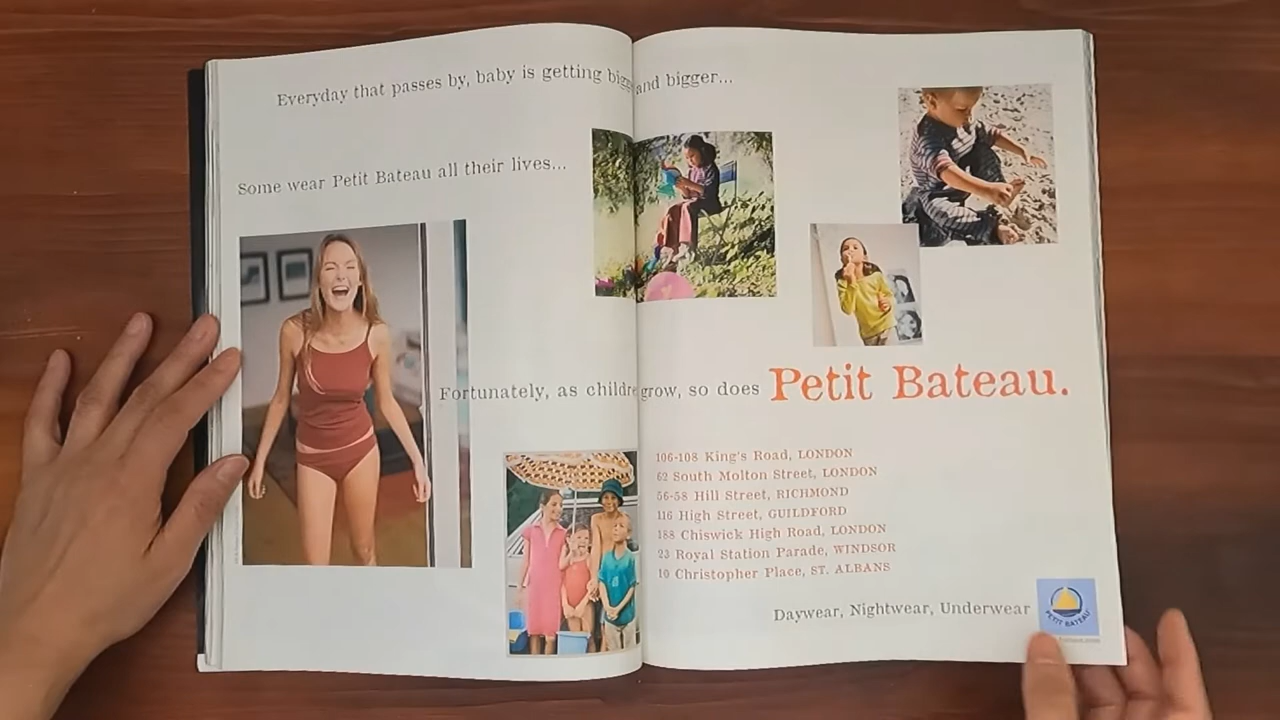 Everyday that passes by, baby is getting bigg and bigger...
Some wear Petit Bateau all their lives...
Fortunately, as childre grow, so does Petit Bateau.
106-108 King's Road, LONDON
62 South Molton Street, LONDON
56-58 Hill Street, RICHMOND
116 High Street, GUILDFORD
188 Chiswick High Road, LONDON
23 Royal Station Parade, WINDSOR
10 Christopher Place, ST. ALBANS
Daywear, Nightwear, Underwear
PETIT BATEAU